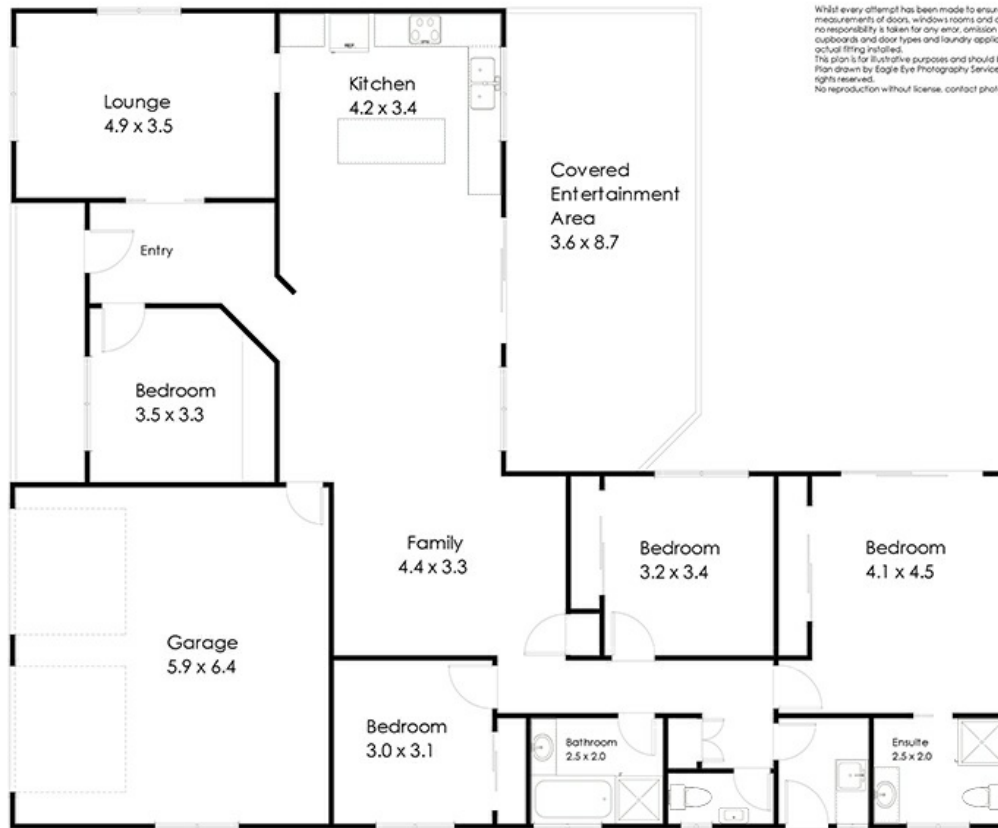 Whilst every attempt has been made to ensur
measurements of doors, windows rooms and
no responsibility is taken for any error, omission
cupboards and door types and laundry applic
actual fitting installed.
This plan is for illustrative purposes and should
Plan drawn by Eagle Eye Photography Service
rights reserved.
No reproduction without license, contact phot
Lounge
4.9 x 3.5
Kitchen
4.2 x 3.4
Covered
Entertainment
Area
3.6 x 8.7
Entry
Bedroom
3.5 x 3.3
Family
4.4 x 3.3
Bedroom
3.2 x 3.4
Bedroom
4.1 x 4.5
Garage
5.9 x 6.4
Bedroom
3.0 x 3.1
Bathroom
2.5 x 2.0
Ensuite
2.5 x 2.0